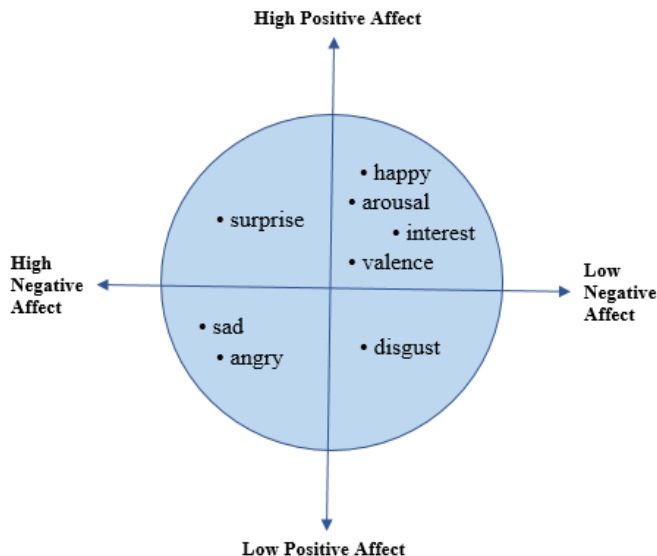 High Positive Affect
• happy
• arousal
• surprise
• interest
• valence
High
Negative
Affect
Low
Negative
Affect
• sad
• angry
• disgust
Low Positive Affect